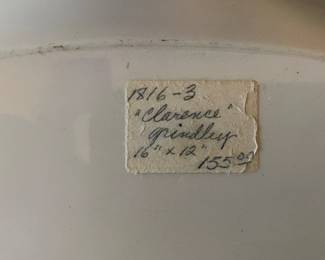 1816-3
"Clarence"
grindley
16" x 12"
155.00